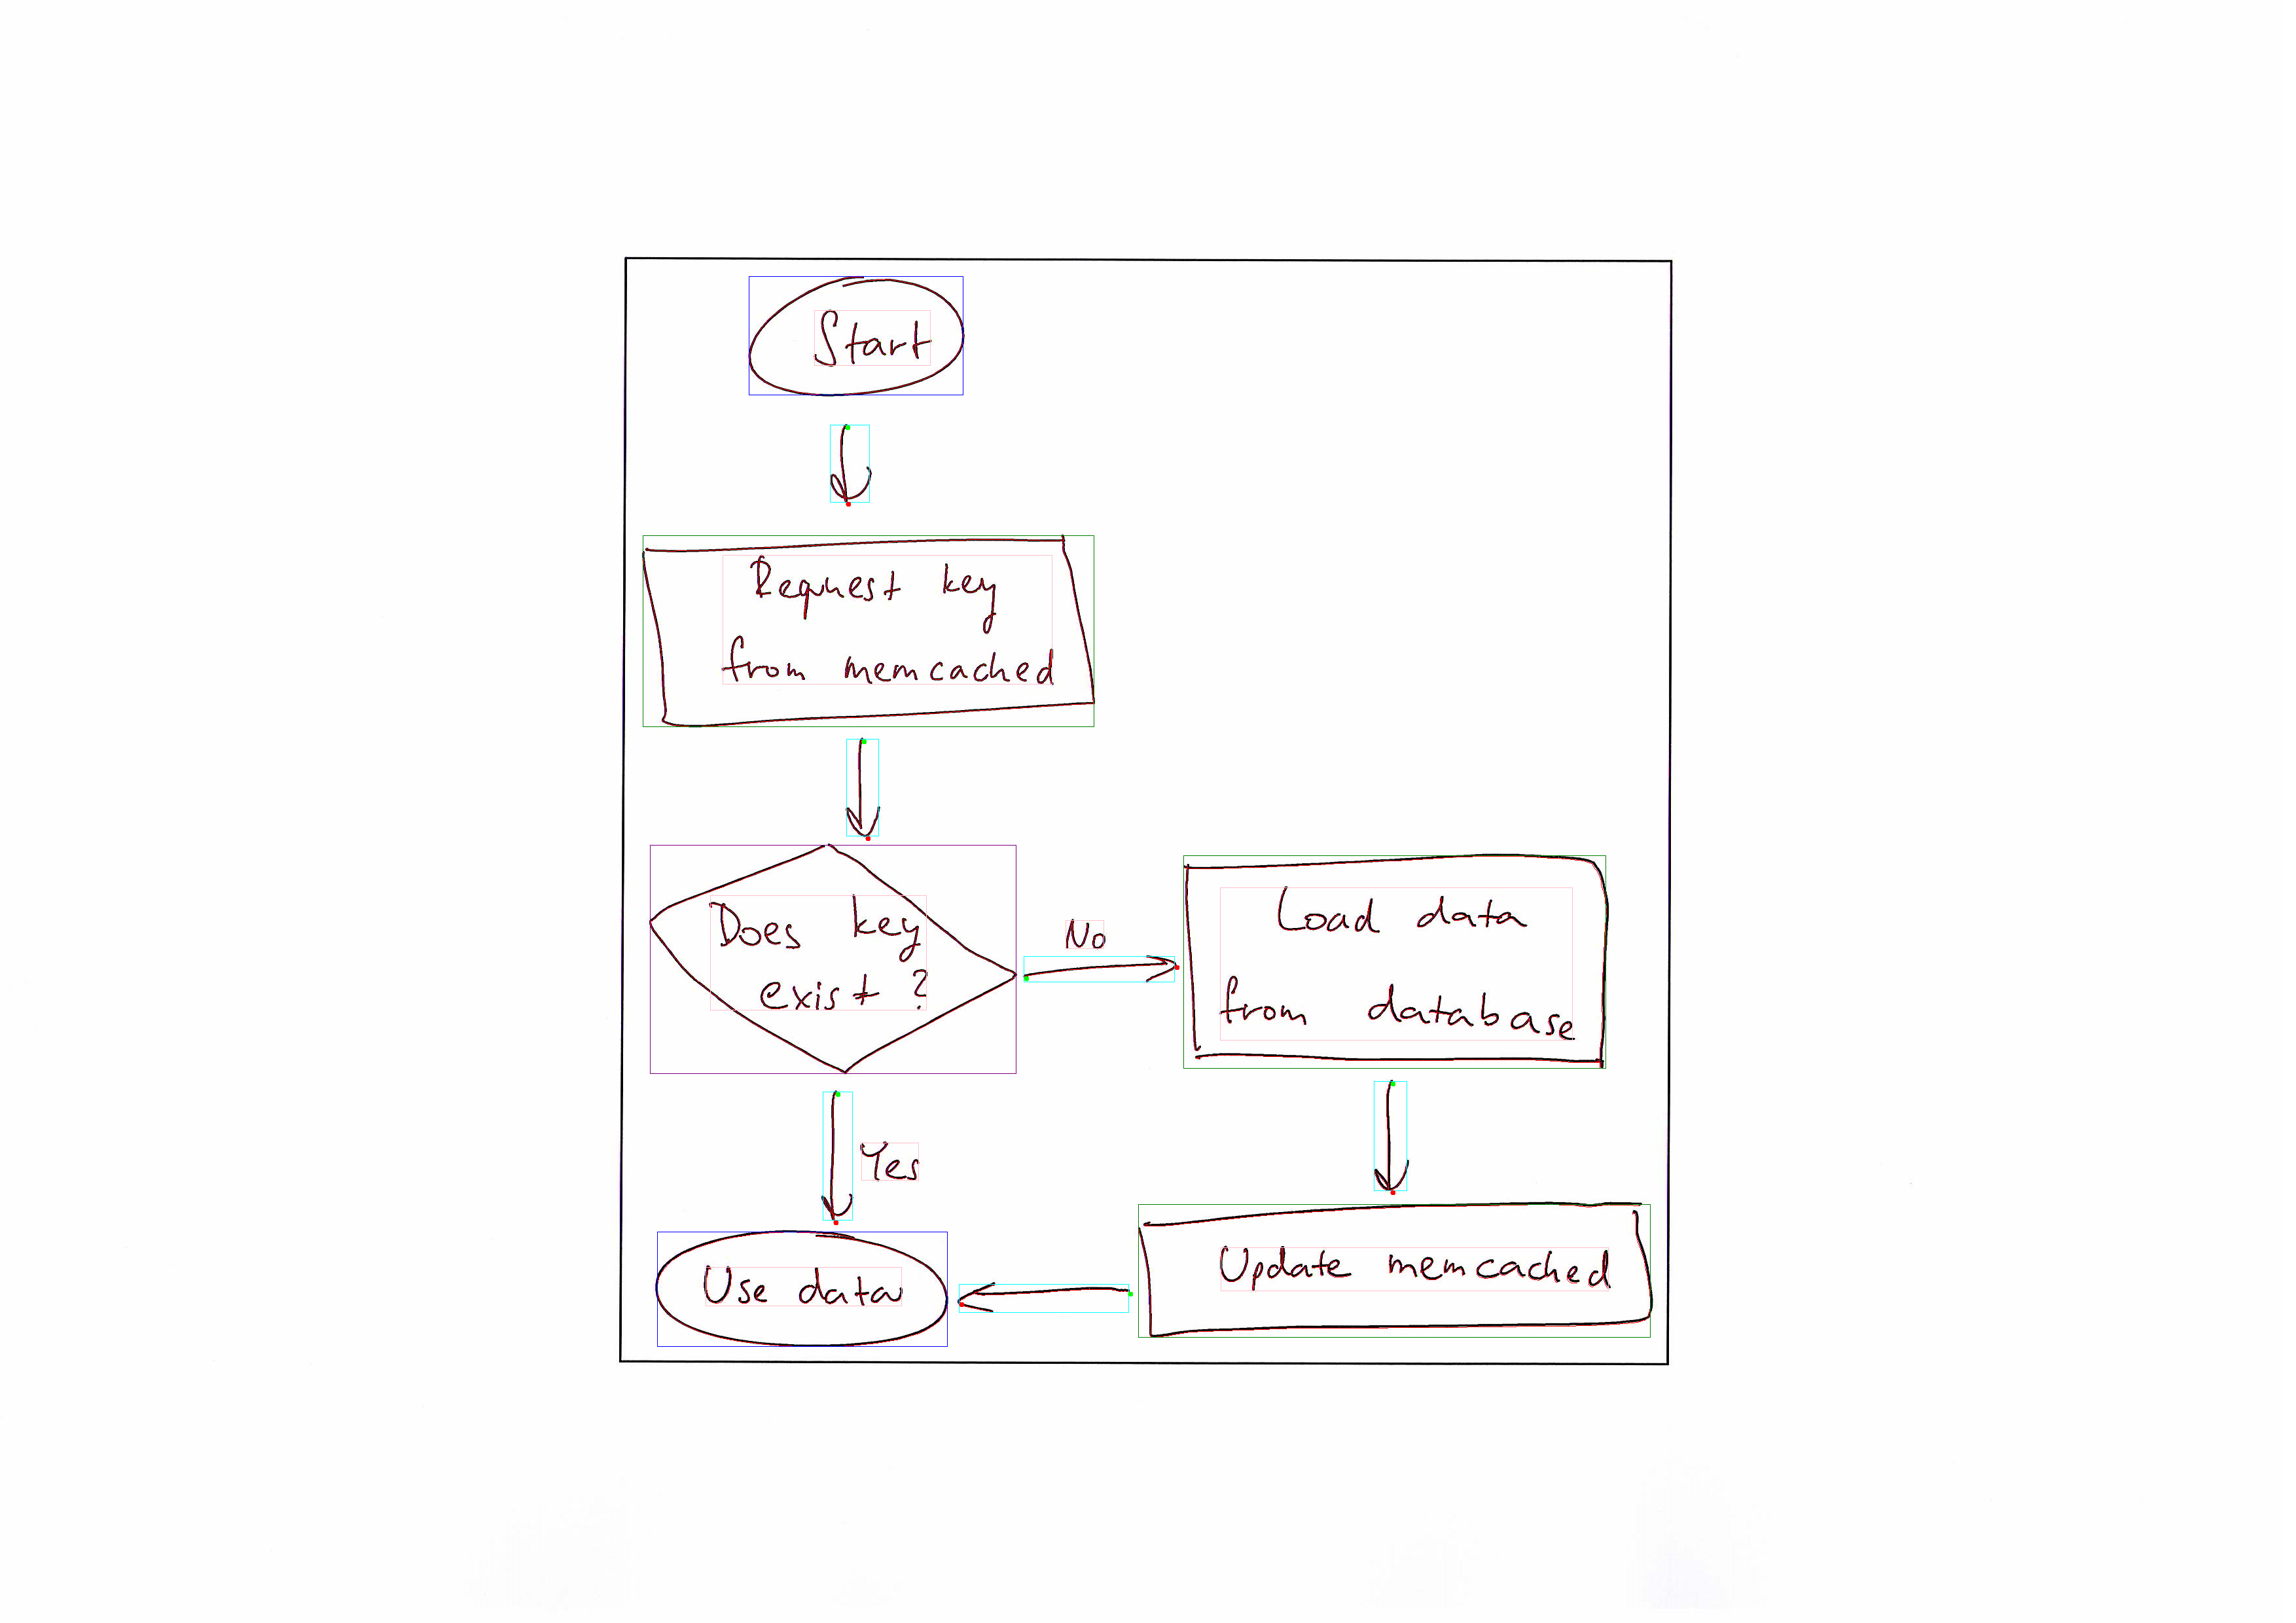 Start
Request key
from memcached
Does key
exist?
No
Load data
from database
Yes
Use data
Update memcached